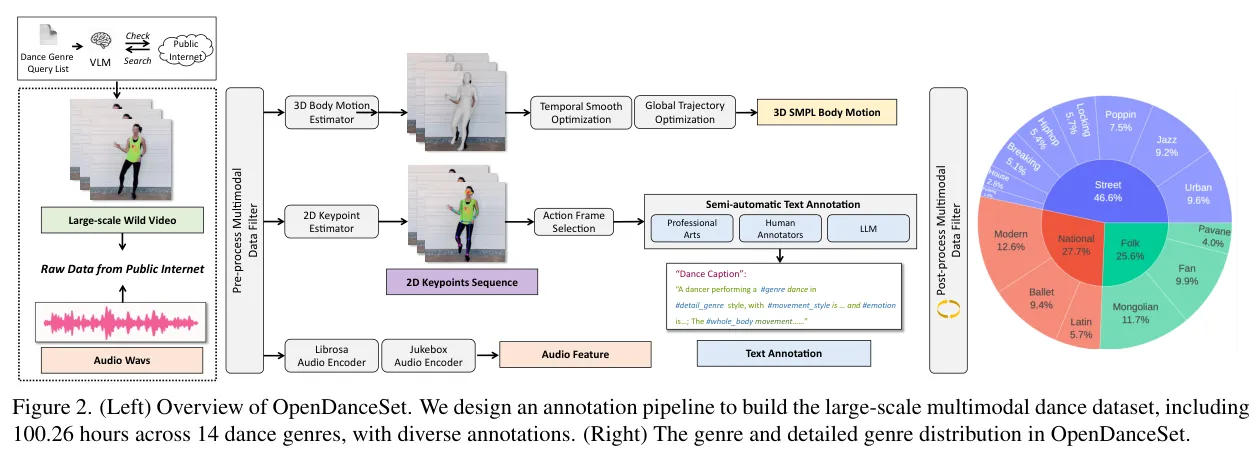 Dance Genre
Query List
VLM
Check
Search
Public
Internet
Large-scale Wild Video
Raw Data from Public Internet
Audio Wavs
Pre-process Multimodal
Data Filter
3D Body Motion
Estimator
Temporal Smooth
Optimization
Global Trajectory
Optimization
3D SMPL Body Motion
2D Keypoint
Estimator
2D Keypoints Sequence
Action Frame
Selection
Semi-automatic Text Annotation
Professional
Arts
Human
Annotators
LLM
“Dance Caption”:
“A dancer performing a #genre dance in
#detail_genre style, with #movement_style is … and #emotion
is…; The #whole_body movement……”
Text Annotation
Librosa
Audio Encoder
Jukebox
Audio Encoder
Audio Feature
Post-process Multimodal
Data Filter
Street
46.6%
National
27.7%
Folk
25.6%
Urban
9.6%
Jazz
9.2%
Poppin
7.5%
Locking
5.7%
Hiphop
5.4%
Breaking
5.1%
House
2.8%
Modern
12.6%
Ballet
9.4%
Latin
5.7%
Mongolian
11.7%
Fan
9.9%
Pavane
4.0%
Figure 2. (Left) Overview of OpenDanceSet. We design an annotation pipeline to build the large-scale multimodal dance dataset, including
100.26 hours across 14 dance genres, with diverse annotations. (Right) The genre and detailed genre distribution in OpenDanceSet.